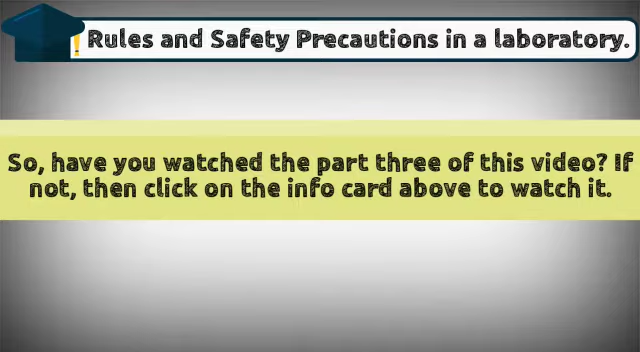 Rules and Safety Precautions in a laboratory.
So, have you watched the part three of this video? If
not, then click on the info card above to watch it.